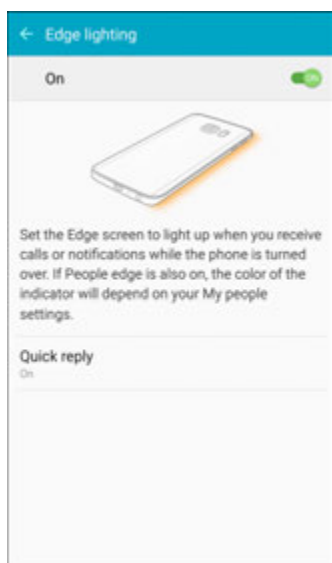 Edge lighting
On
ON
Set the Edge screen to light up when you receive
calls or notifications while the phone is turned
over. If People edge is also on, the color of the
indicator will depend on your My people
settings.
Quick reply
On